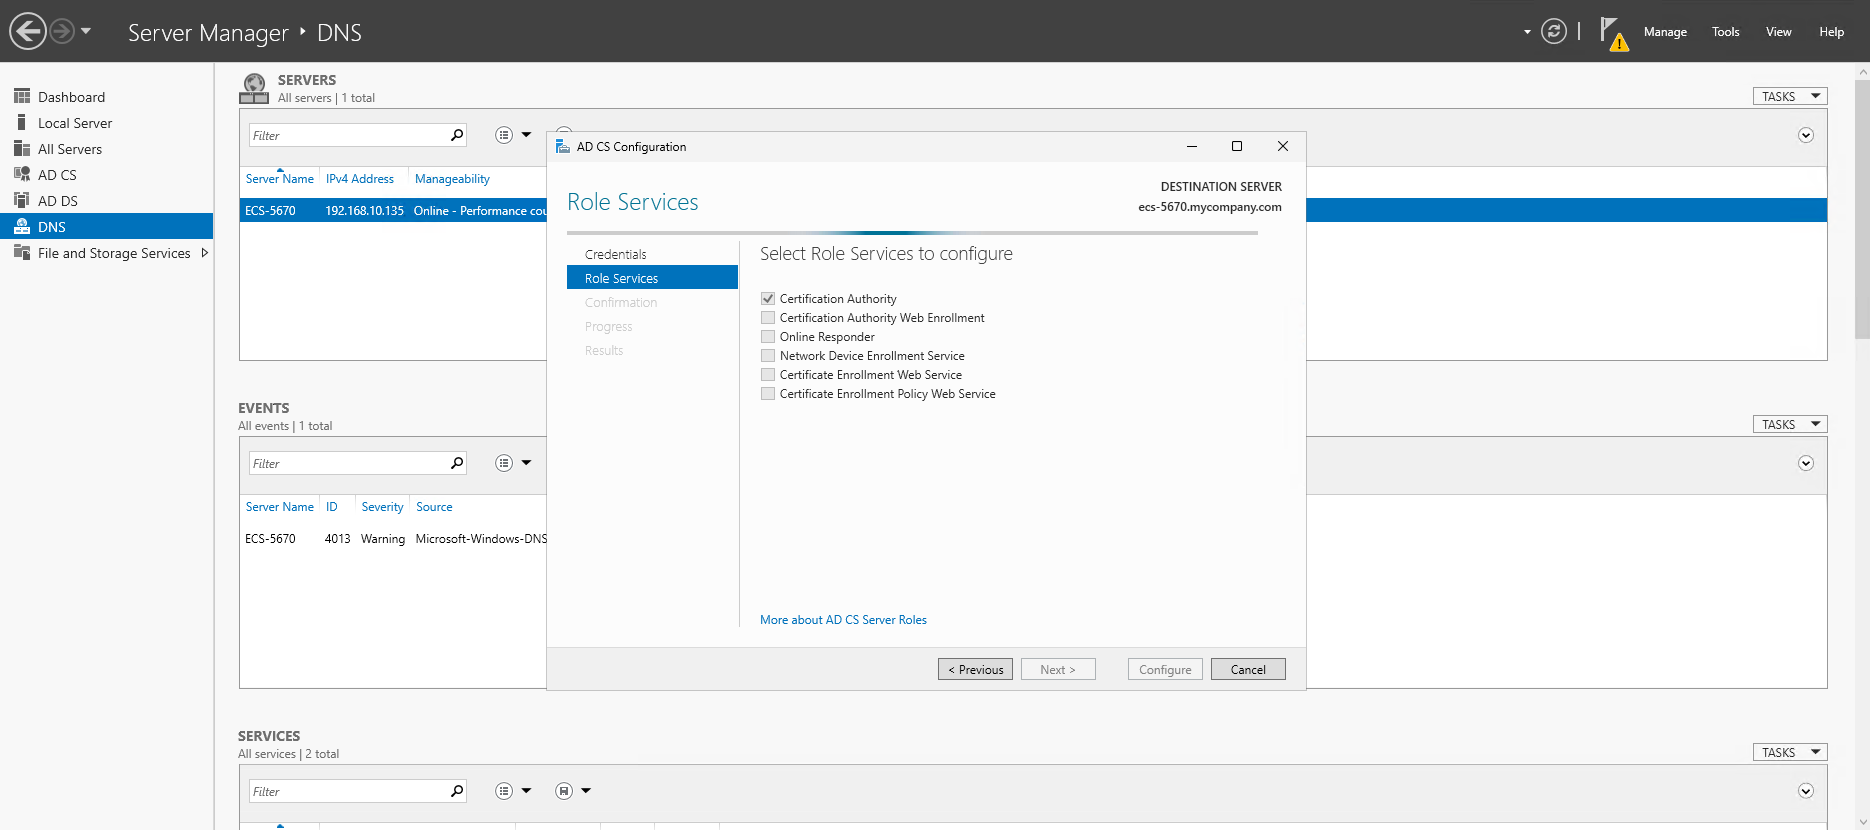 Server Manager ‣ DNS
Manage Tools View Help
Dashboard
Local Server
All Servers
AD CS
AD DS
DNS
File and Storage Services
SERVERS
All servers | 1 total
TASKS
Filter
Server Name IPv4 Address Manageability
ECS-5670 192.168.10.135 Online - Performance cou
AD CS Configuration
Role Services
DESTINATION SERVER
ecs-5670.mycompany.com
Credentials
Role Services
Confirmation
Progress
Results
Select Role Services to configure
Certification Authority
Certification Authority Web Enrollment
Online Responder
Network Device Enrollment Service
Certificate Enrollment Web Service
Certificate Enrollment Policy Web Service
More about AD CS Server Roles
< Previous Next > Configure Cancel
EVENTS
All events | 1 total
TASKS
Filter
Server Name ID Severity Source
ECS-5670 4013 Warning Microsoft-Windows-DNS
SERVICES
All services | 2 total
TASKS
Filter